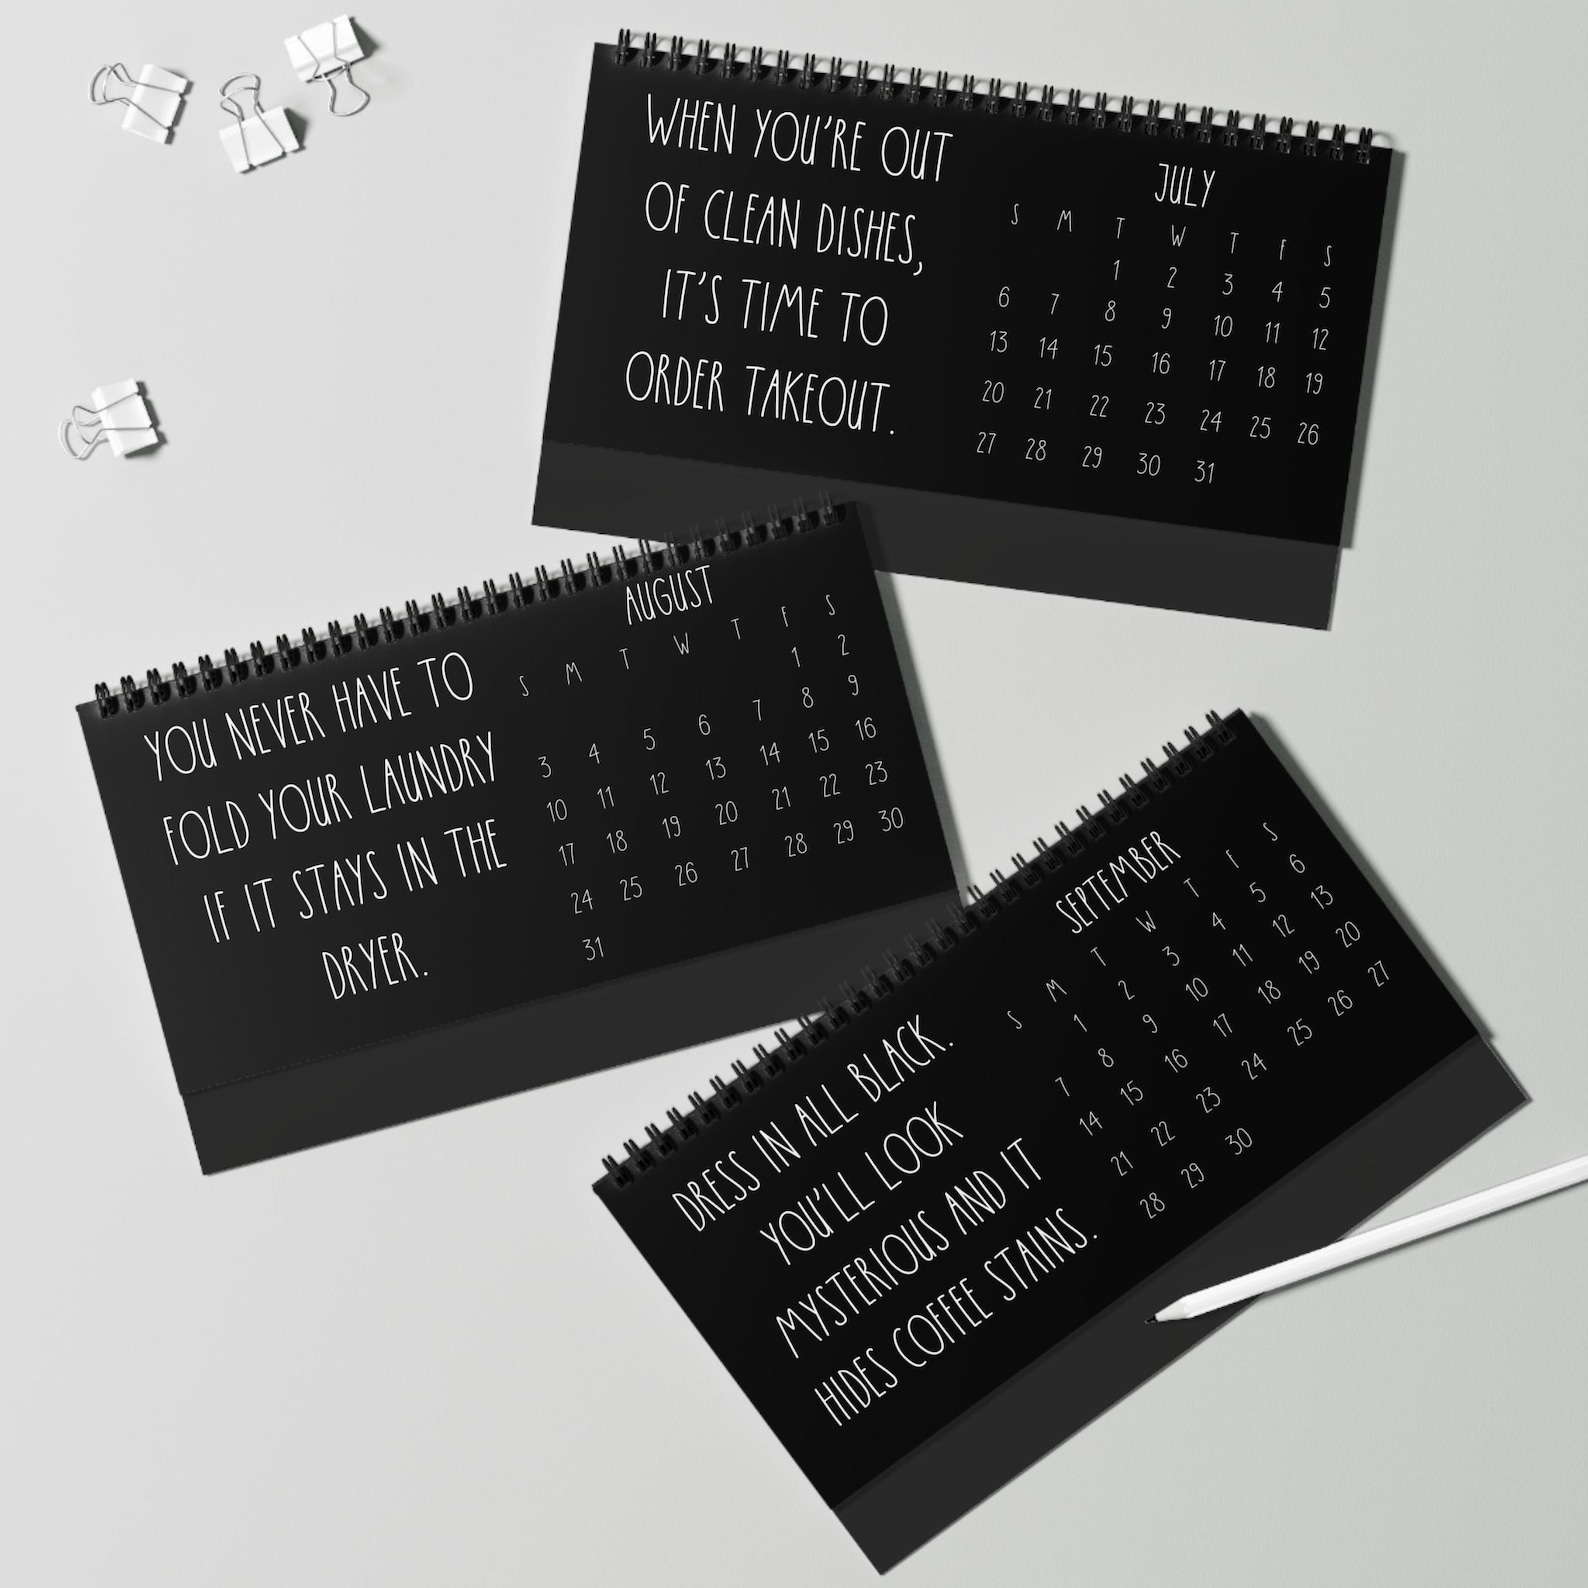 WHEN YOU'RE OUT
OF CLEAN DISHES,
IT'S TIME TO
ORDER TAKEOUT.
JULY
S M T W T F S
1 2 3 4 5
6 7 8 9 10 11 12
13 14 15 16 17 18 19
20 21 22 23 24 25 26
27 28 29 30 31
YOU NEVER HAVE TO
FOLD YOUR LAUNDRY
IF IT STAYS IN THE
DRYER.
AUGUST
S M T W T F S
1 2
3 4 5 6 7 8 9
10 11 12 13 14 15 16
17 18 19 20 21 22 23
24 25 26 27 28 29 30
31
DRESS IN ALL BLACK.
YOU'LL LOOK
MYSTERIOUS AND IT
HIDES COFFEE STAINS.
SEPTEMBER
S M T W T F S
1 2 3 4 5 6
7 8 9 10 11 12 13
14 15 16 17 18 19 20
21 22 23 24 25 26 27
28 29 30